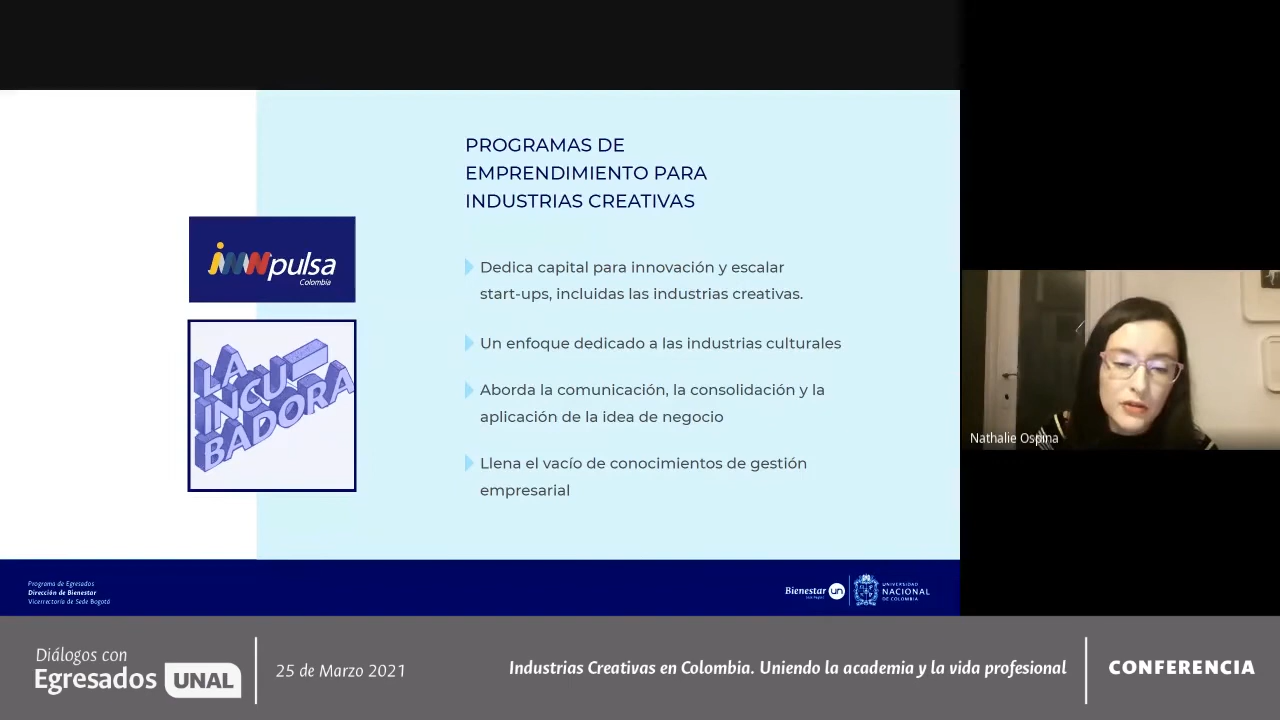 PROGRAMAS DE
EMPRENDIMIENTO PARA
INDUSTRIAS CREATIVAS
iNNpulsa
Colombia
LA
INCU
BADORA
Dedica capital para innovación y escalar
start-ups, incluidas las industrias creativas.
Un enfoque dedicado a las industrias culturales
Aborda la comunicación, la consolidación y la
aplicación de la idea de negocio
Llena el vacío de conocimientos de gestión
empresarial
Nathalie Ospina
Programa de Egresados
Dirección de Bienestar
Vicerrectoría de Sede Bogotá
Bienestar un
UNIVERSIDAD
NACIONAL
DE COLOMBIA
Diálogos con
Egresados UNAL
25 de Marzo 2021
Industrias Creativas en Colombia. Uniendo la academia y la vida profesional
CONFERENCIA